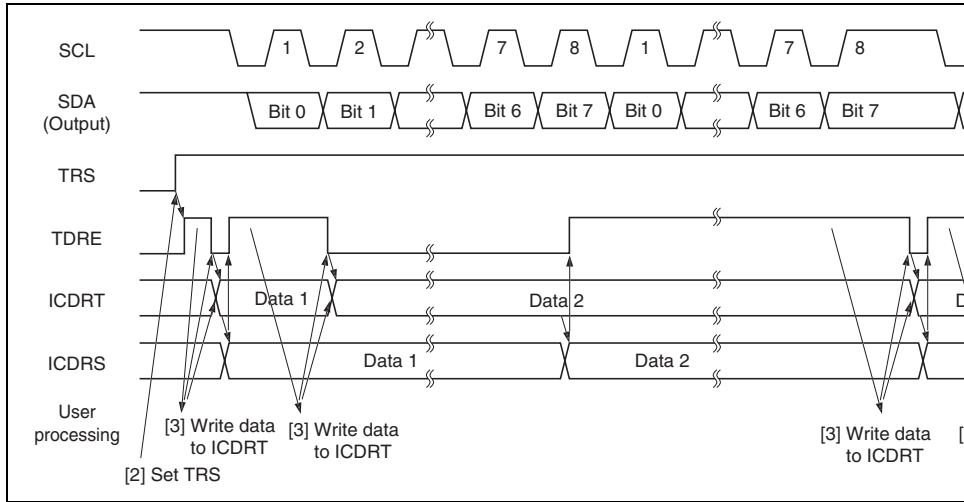 SCL 1 2 7 8 1 7 8
SDA
(Output) Bit 0 Bit 1 Bit 6 Bit 7 Bit 0 Bit 6 Bit 7
TRS
TDRE
ICDRT Data 1 Data 2 D
ICDRS Data 1 Data 2
User
processing
[3] Write data
to ICDRT
[3] Write data
to ICDRT
[3] Write data
to ICDRT
[
[2] Set TRS